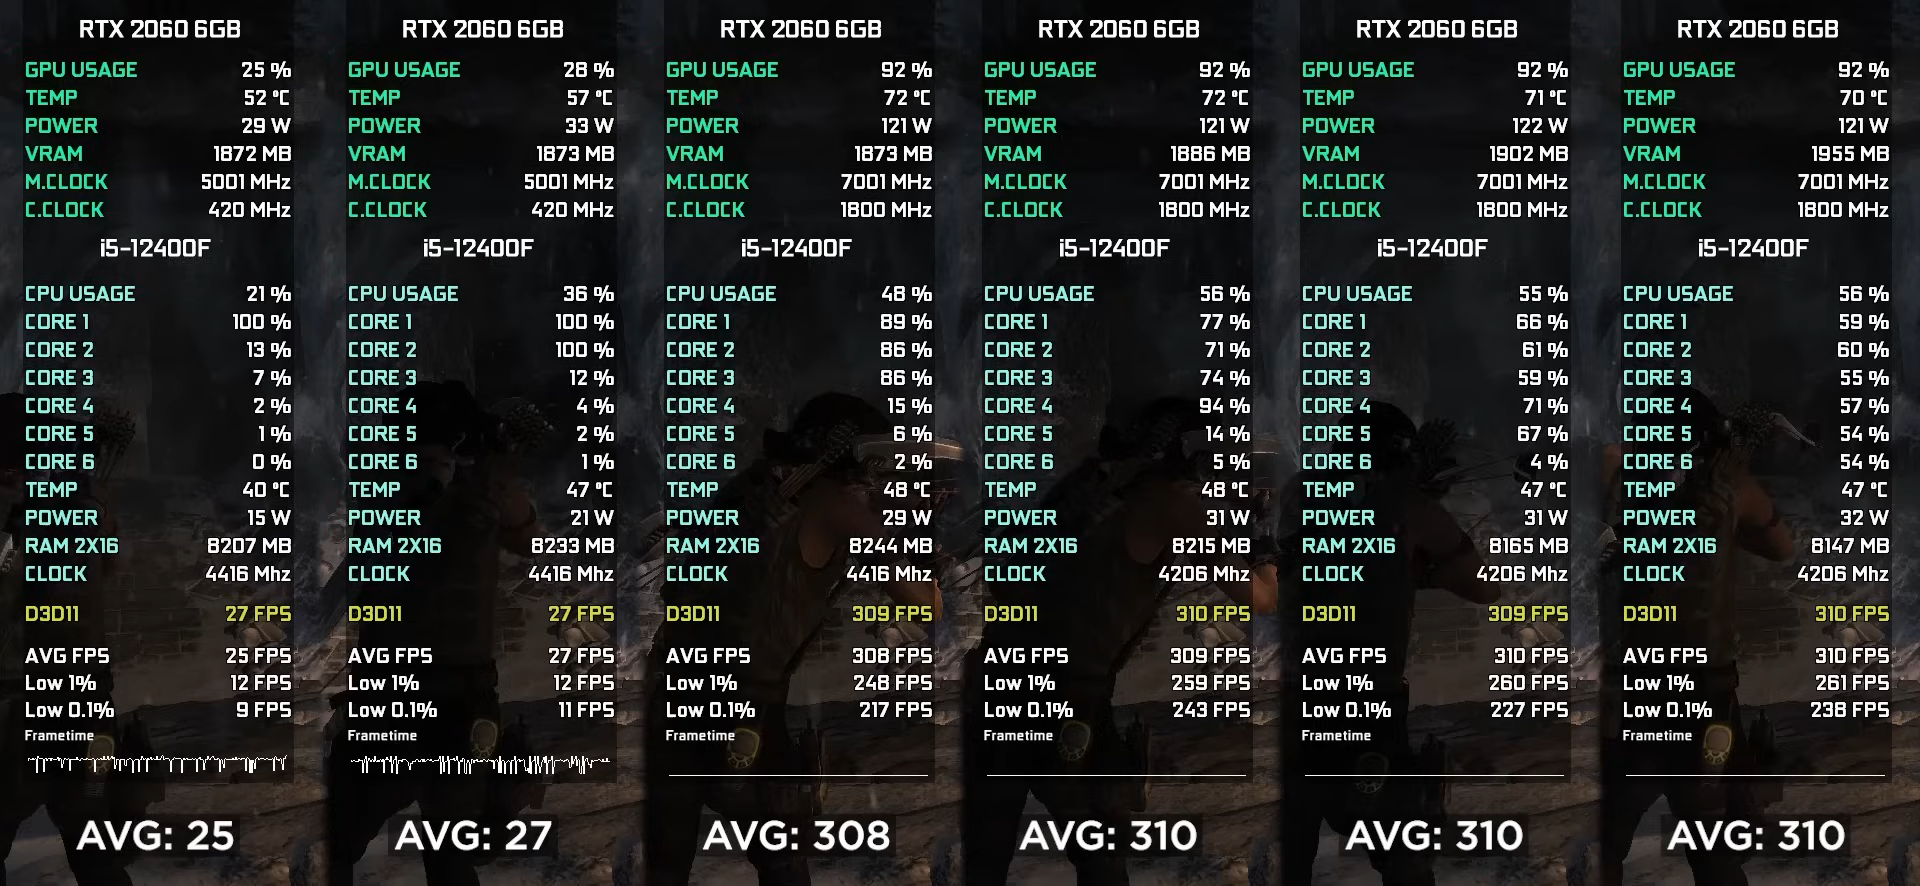 RTX 2060 6GB
GPU USAGE 25 %
TEMP 52 °C
POWER 29 W
VRAM 1872 MB
M.CLOCK 5001 MHz
C.CLOCK 420 MHz
i5-12400F
CPU USAGE 21 %
CORE 1 100 %
CORE 2 13 %
CORE 3 7 %
CORE 4 2 %
CORE 5 1 %
CORE 6 0 %
TEMP 40 °C
POWER 15 W
RAM 2X16 8207 MB
CLOCK 4416 Mhz
D3D11 27 FPS
AVG FPS 25 FPS
Low 1% 12 FPS
Low 0.1% 9 FPS
Frametime
AVG: 25
RTX 2060 6GB
GPU USAGE 28 %
TEMP 57 °C
POWER 33 W
VRAM 1873 MB
M.CLOCK 5001 MHz
C.CLOCK 420 MHz
i5-12400F
CPU USAGE 36 %
CORE 1 100 %
CORE 2 100 %
CORE 3 12 %
CORE 4 4 %
CORE 5 2 %
CORE 6 1 %
TEMP 47 °C
POWER 21 W
RAM 2X16 8233 MB
CLOCK 4416 Mhz
D3D11 27 FPS
AVG FPS 27 FPS
Low 1% 12 FPS
Low 0.1% 11 FPS
Frametime
AVG: 27
RTX 2060 6GB
GPU USAGE 92 %
TEMP 72 °C
POWER 121 W
VRAM 1873 MB
M.CLOCK 7001 MHz
C.CLOCK 1800 MHz
i5-12400F
CPU USAGE 48 %
CORE 1 89 %
CORE 2 86 %
CORE 3 86 %
CORE 4 15 %
CORE 5 6 %
CORE 6 2 %
TEMP 48 °C
POWER 29 W
RAM 2X16 8244 MB
CLOCK 4416 Mhz
D3D11 309 FPS
AVG FPS 308 FPS
Low 1% 248 FPS
Low 0.1% 217 FPS
Frametime
AVG: 308
RTX 2060 6GB
GPU USAGE 92 %
TEMP 72 °C
POWER 121 W
VRAM 1886 MB
M.CLOCK 7001 MHz
C.CLOCK 1800 MHz
i5-12400F
CPU USAGE 56 %
CORE 1 77 %
CORE 2 71 %
CORE 3 74 %
CORE 4 94 %
CORE 5 14 %
CORE 6 5 %
TEMP 48 °C
POWER 31 W
RAM 2X16 8215 MB
CLOCK 4206 Mhz
D3D11 310 FPS
AVG FPS 309 FPS
Low 1% 259 FPS
Low 0.1% 243 FPS
Frametime
AVG: 310
RTX 2060 6GB
GPU USAGE 92 %
TEMP 71 °C
POWER 122 W
VRAM 1902 MB
M.CLOCK 7001 MHz
C.CLOCK 1800 MHz
i5-12400F
CPU USAGE 55 %
CORE 1 66 %
CORE 2 61 %
CORE 3 59 %
CORE 4 71 %
CORE 5 67 %
CORE 6 4 %
TEMP 47 °C
POWER 31 W
RAM 2X16 8165 MB
CLOCK 4206 Mhz
D3D11 309 FPS
AVG FPS 310 FPS
Low 1% 260 FPS
Low 0.1% 227 FPS
Frametime
AVG: 310
RTX 2060 6GB
GPU USAGE 92 %
TEMP 70 °C
POWER 121 W
VRAM 1955 MB
M.CLOCK 7001 MHz
C.CLOCK 1800 MHz
i5-12400F
CPU USAGE 56 %
CORE 1 59 %
CORE 2 60 %
CORE 3 55 %
CORE 4 57 %
CORE 5 54 %
CORE 6 54 %
TEMP 47 °C
POWER 32 W
RAM 2X16 8147 MB
CLOCK 4206 Mhz
D3D11 310 FPS
AVG FPS 310 FPS
Low 1% 261 FPS
Low 0.1% 238 FPS
Frametime
AVG: 310